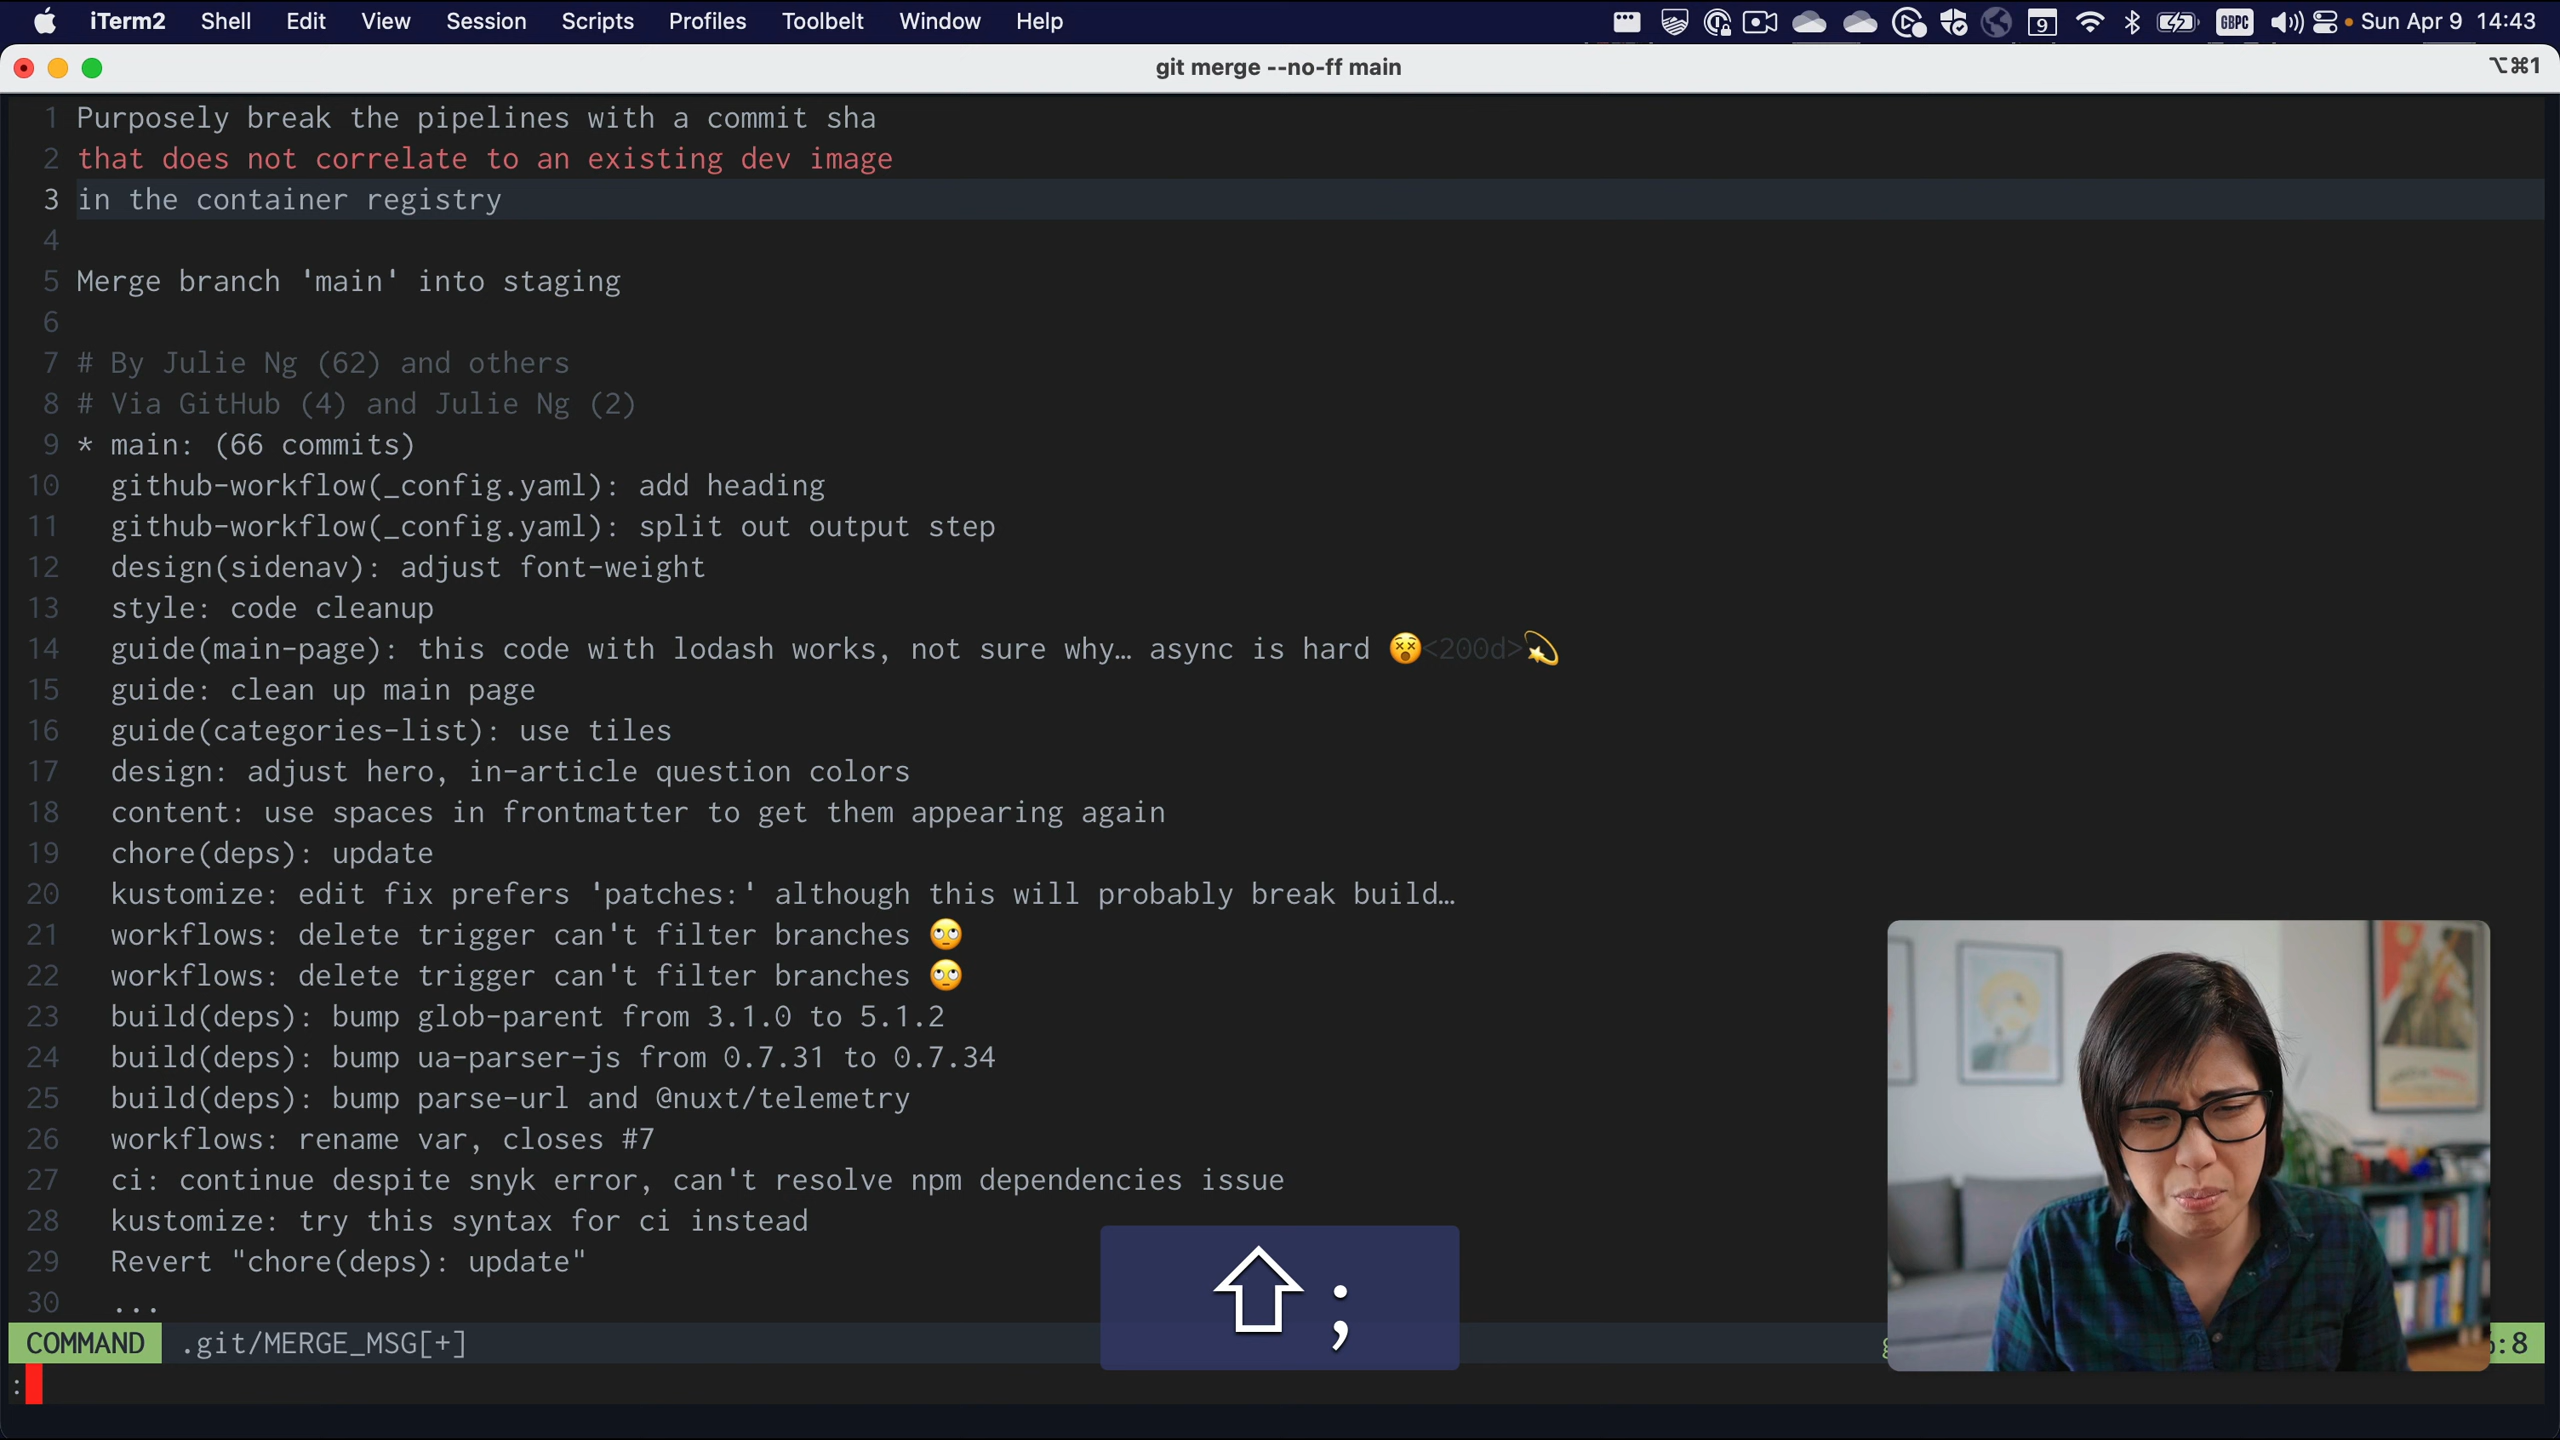 iTerm2 Shell Edit View Session Scripts Profiles Toolbelt Window Help 9 GBPC Sun Apr 9 14:43
git merge --no-ff main ⌥⌘1
1 Purposely break the pipelines with a commit sha
2 that does not correlate to an existing dev image
3 in the container registry
4
5 Merge branch 'main' into staging
6
7 # By Julie Ng (62) and others
8 # Via GitHub (4) and Julie Ng (2)
9 * main: (66 commits)
10 github-workflow(_config.yaml): add heading
11 github-workflow(_config.yaml): split out output step
12 design(sidenav): adjust font-weight
13 style: code cleanup
14 guide(main-page): this code with lodash works, not sure why… async is hard 😵<200d>💫
15 guide: clean up main page
16 guide(categories-list): use tiles
17 design: adjust hero, in-article question colors
18 content: use spaces in frontmatter to get them appearing again
19 chore(deps): update
20 kustomize: edit fix prefers 'patches:' although this will probably break build…
21 workflows: delete trigger can't filter branches 🙄
22 workflows: delete trigger can't filter branches 🙄
23 build(deps): bump glob-parent from 3.1.0 to 5.1.2
24 build(deps): bump ua-parser-js from 0.7.31 to 0.7.34
25 build(deps): bump parse-url and @nuxt/telemetry
26 workflows: rename var, closes #7
27 ci: continue despite snyk error, can't resolve npm dependencies issue
28 kustomize: try this syntax for ci instead
29 Revert "chore(deps): update"
30 ...
⇧ ;
COMMAND .git/MERGE_MSG[+] :8
: